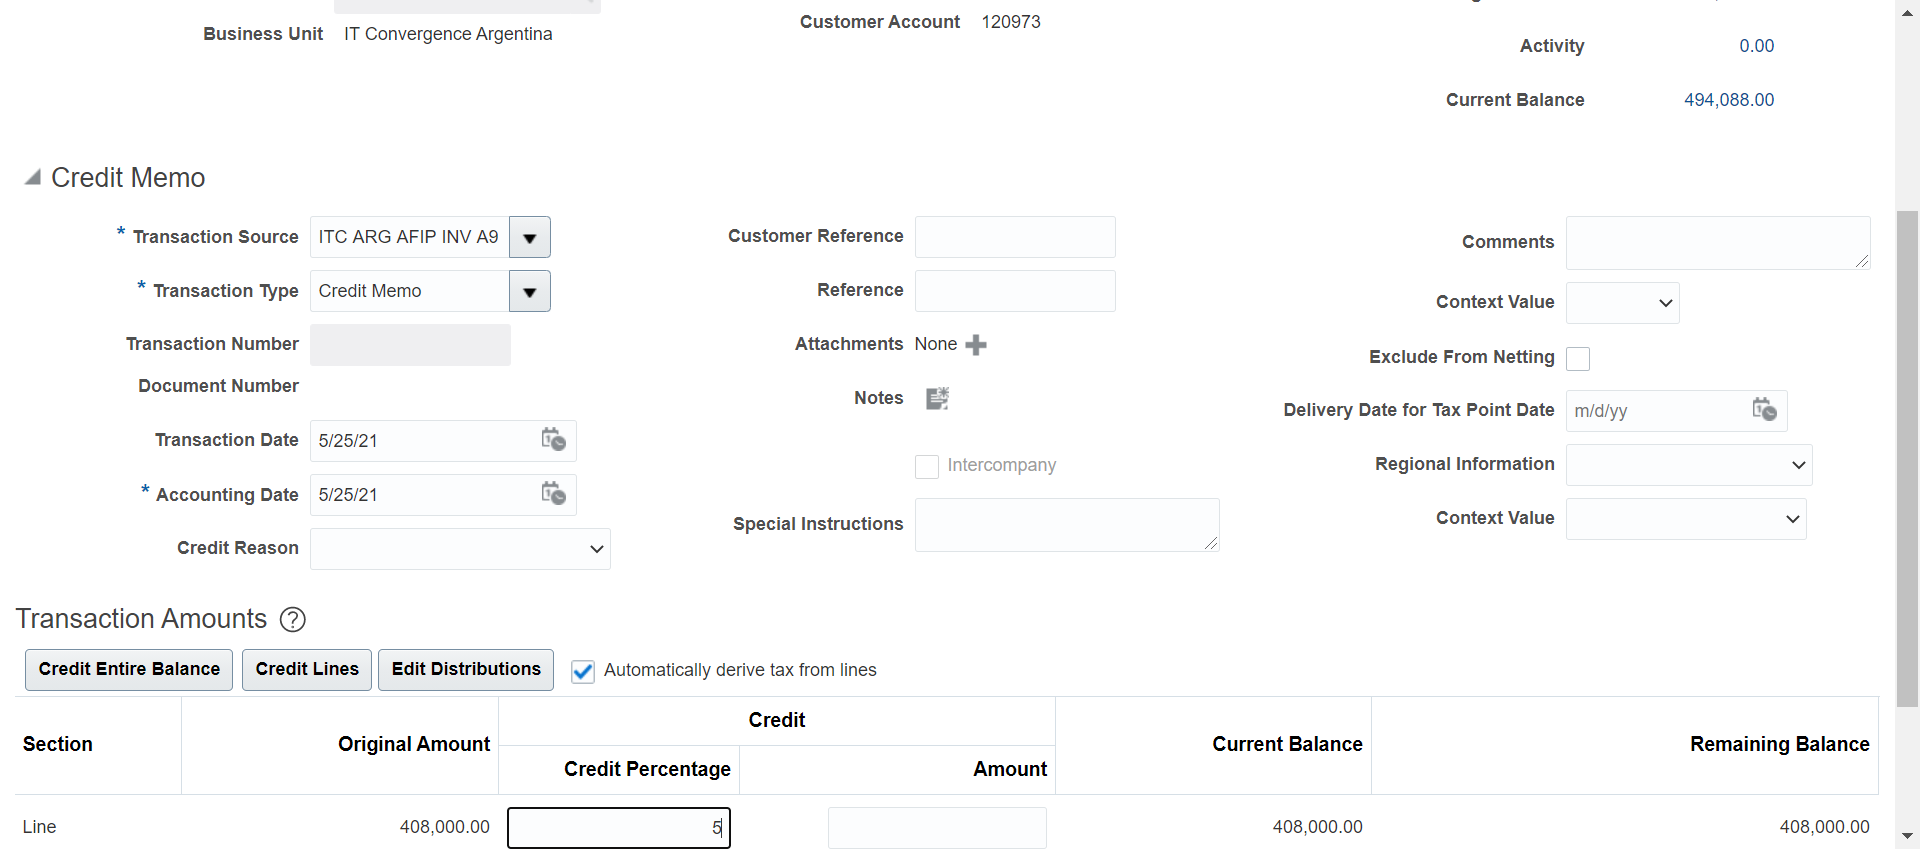 Business Unit IT Convergence Argentina
Customer Account 120973
Activity 0.00
Current Balance 494,088.00
Credit Memo
* Transaction Source ITC ARG AFIP INV A9
* Transaction Type Credit Memo
Transaction Number
Document Number
Transaction Date 5/25/21
* Accounting Date 5/25/21
Credit Reason
Customer Reference
Reference
Attachments None
Notes
Intercompany
Special Instructions
Comments
Context Value
Exclude From Netting
Delivery Date for Tax Point Date m/d/yy
Regional Information
Context Value
Transaction Amounts ?
Credit Entire Balance Credit Lines Edit Distributions Automatically derive tax from lines
Credit
Section Original Amount Credit Percentage Amount Current Balance Remaining Balance
Line 408,000.00 5 408,000.00 408,000.00